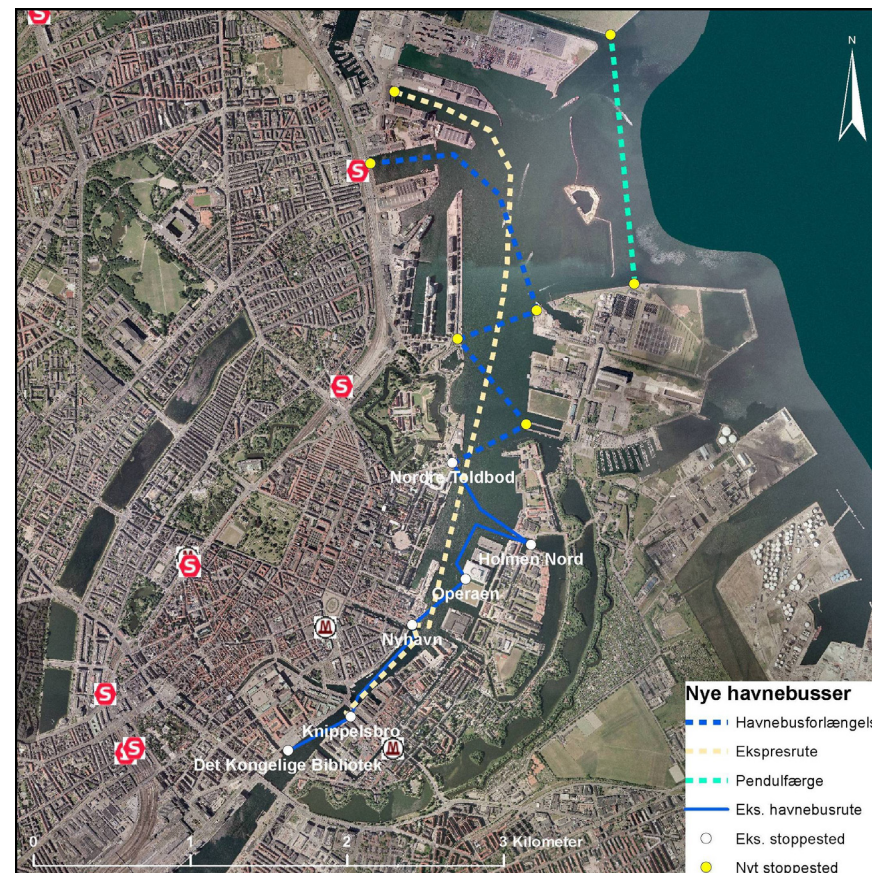 S
N
S
S
Nordre Toldbod
Holmen Nord
M
S
Operaen
M
Nyhavn
S
Knippelsbro
M
S
Det Kongelige Bibliotek
Nye havnebusser
Havnebusforlængels
Ekspresrute
Pendulfærge
Eks. havnebusrute
Eks. stoppested
Nyt stoppested
0 1 2 3 Kilometer